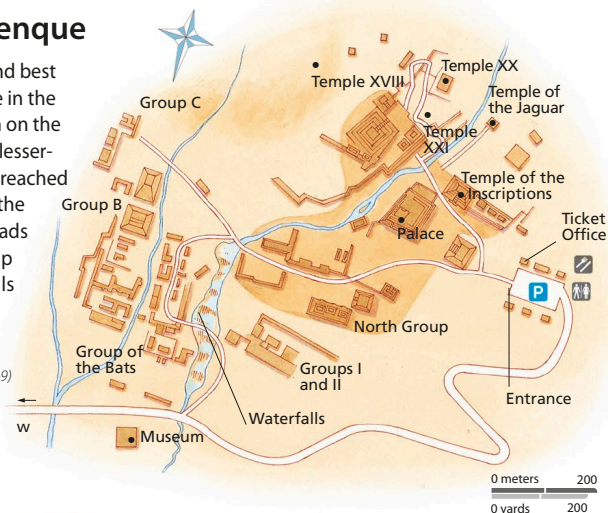 enque
nd best
e in the
n on the
lesser-
reached
the
ads
p
ls
9)
Group C
Temple XVIII
Temple XX
Temple of
the Jaguar
Temple
XXI
Temple of the
Inscriptions
Group B
Palace
Ticket
Office
P
North Group
Group of
the Bats
Groups I
and II
Entrance
Waterfalls
W
Museum
0 meters 200
0 yards 200